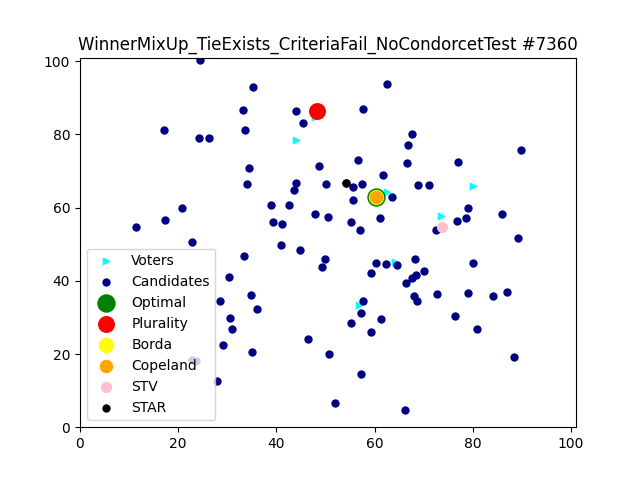 WinnerMixUp_TieExists_CriteriaFail_NoCondorcetTest #7360
100
80
60
40
20
0
Voters
Candidates
Optimal
Plurality
Borda
Copeland
STV
STAR
0 20 40 60 80 100